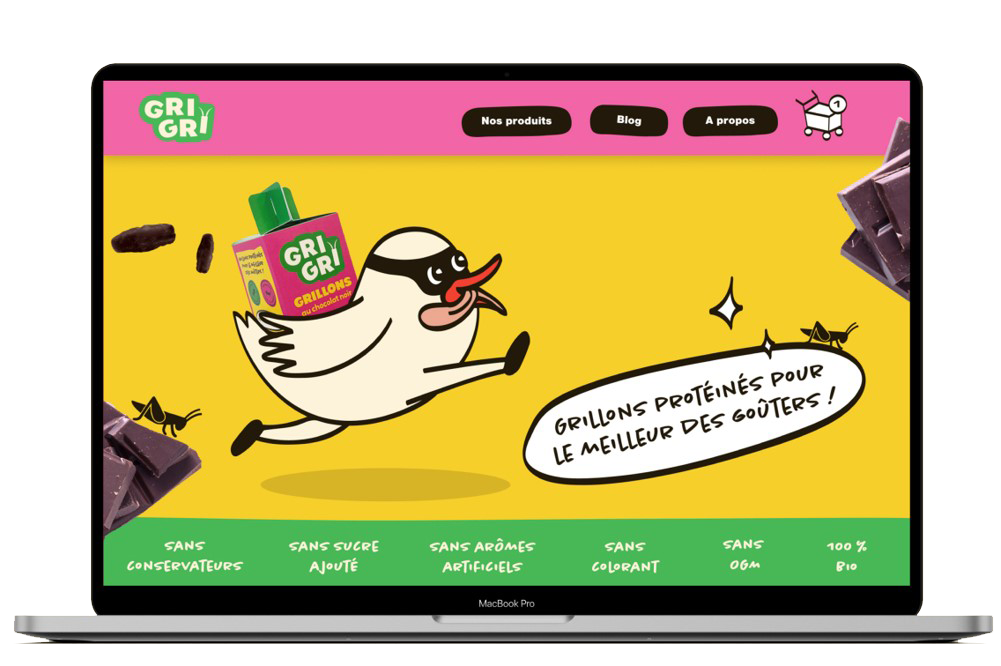 GRI
GRI
Nos produits
Blog
A propos
1
GRI
GRI
GRILLONS
au chocolat noir
GRILLONS PROTÉINÉS POUR
LE MEILLEUR DES GOÛTERS !
SANS
CONSERVATEURS
SANS SUCRE
AJOUTÉ
SANS ARÔMES
ARTIFICIELS
SANS
COLORANT
SANS
OGM
100 %
BIO
MacBook Pro